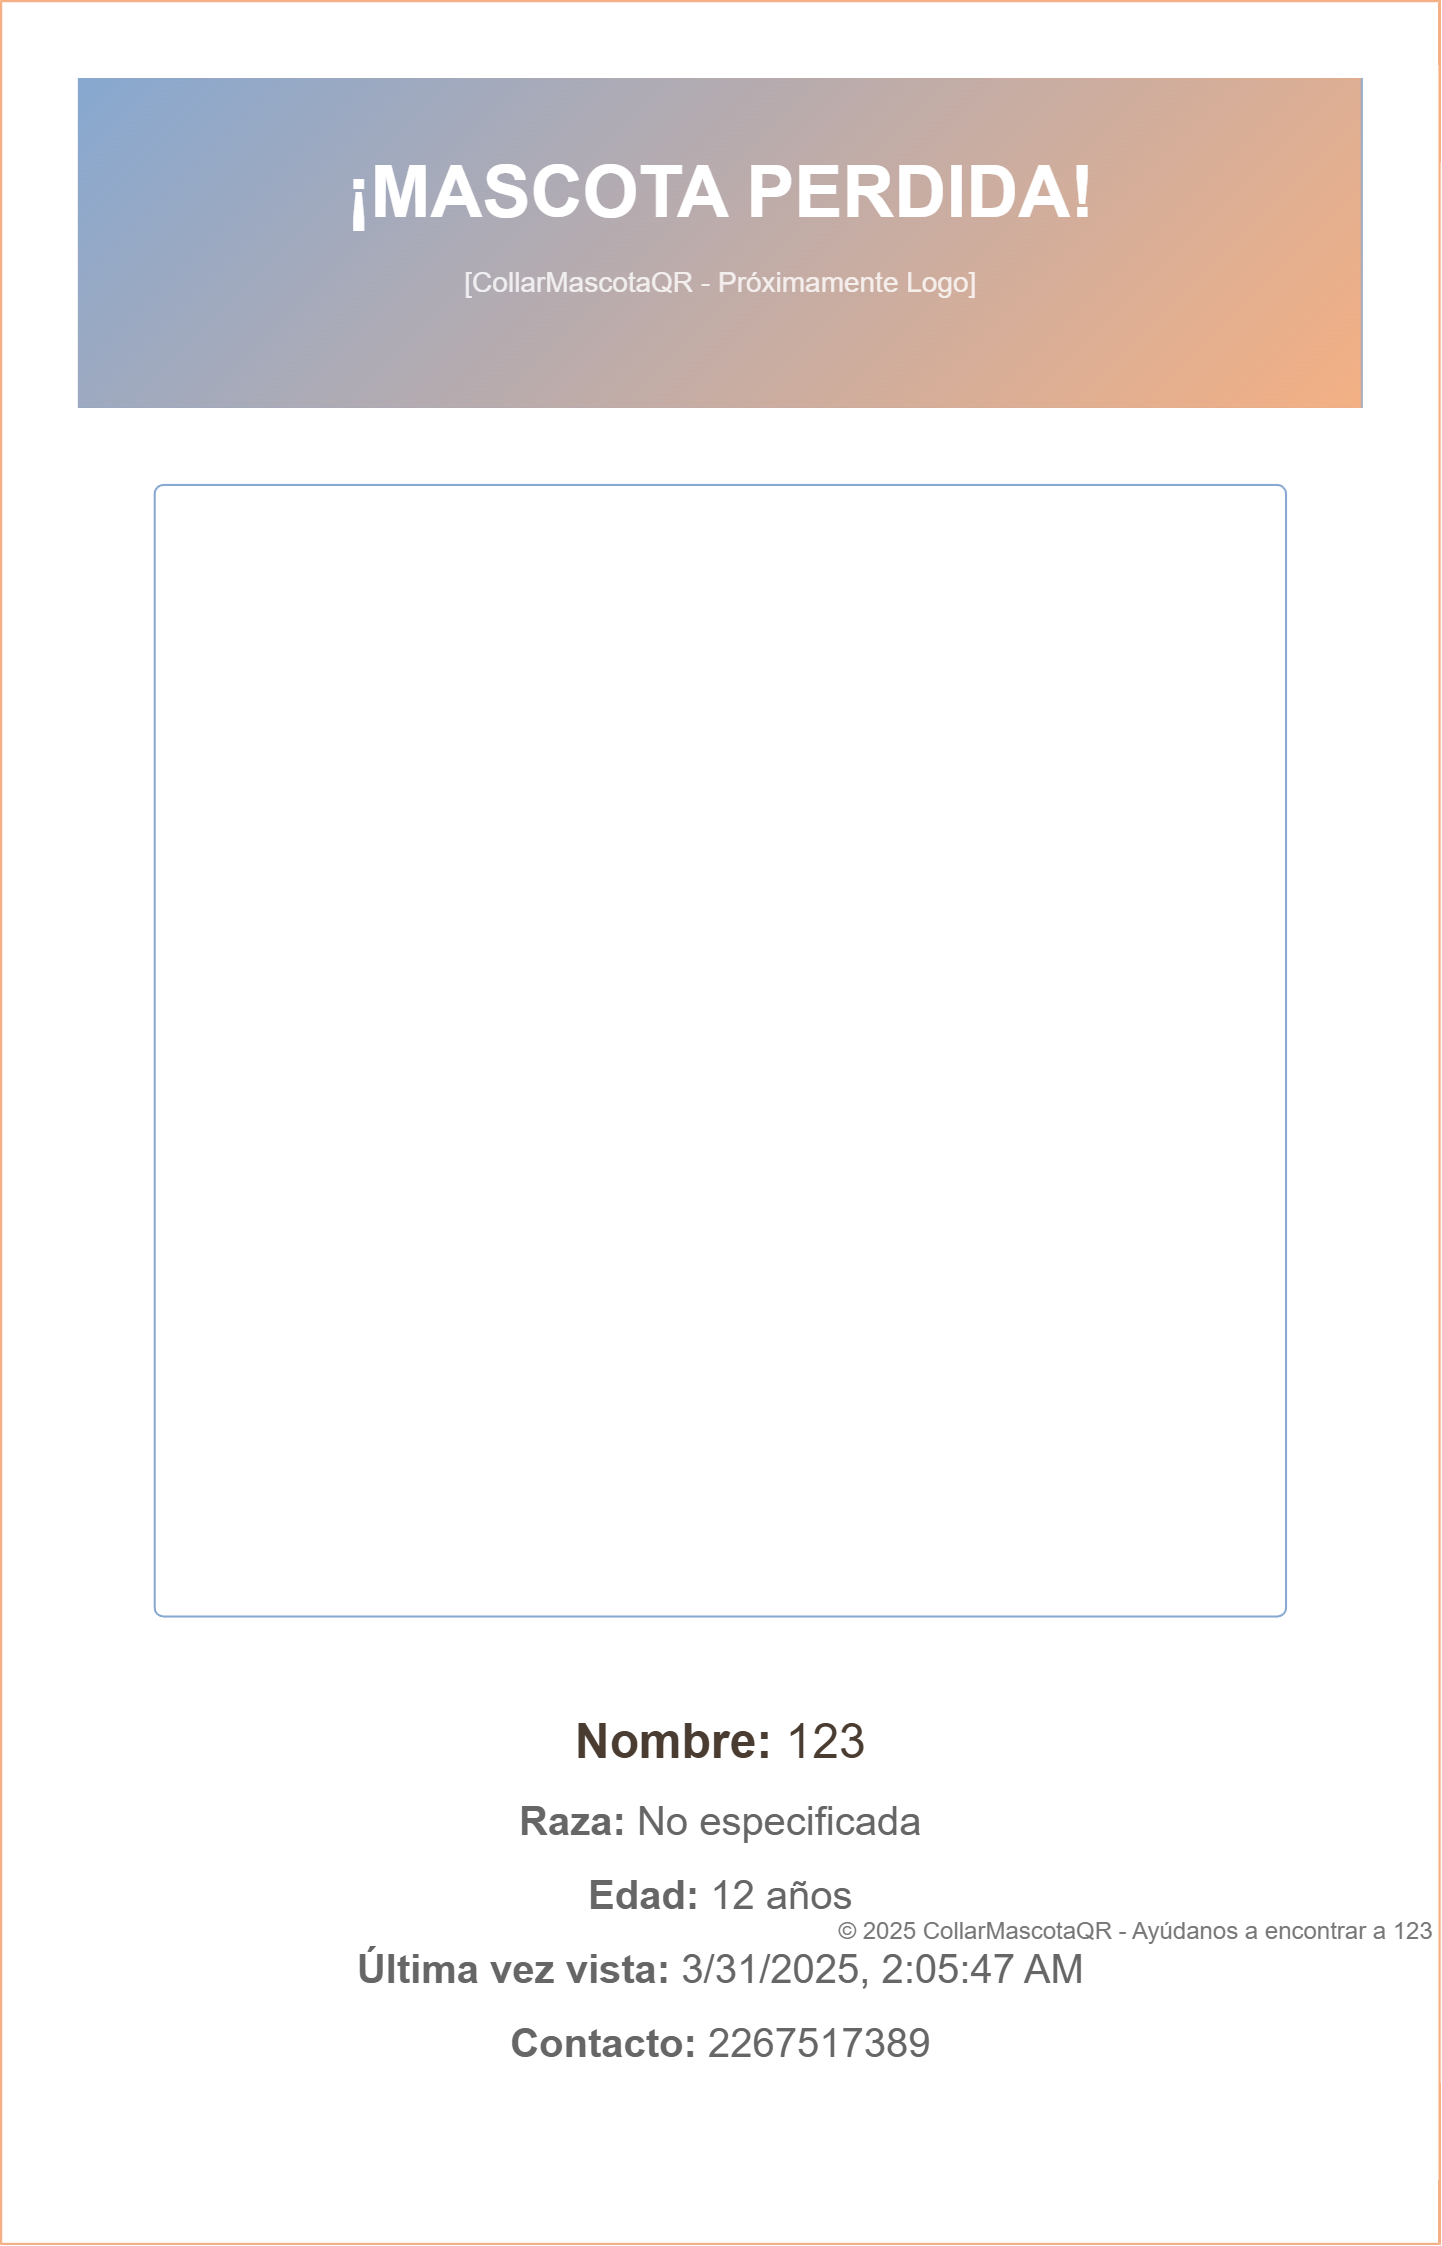 ¡MASCOTA PERDIDA!
[CollarMascotaQR - Próximamente Logo]
Nombre: 123
Raza: No especificada
Edad: 12 años
© 2025 CollarMascotaQR - Ayúdanos a encontrar a 123
Última vez vista: 3/31/2025, 2:05:47 AM
Contacto: 2267517389